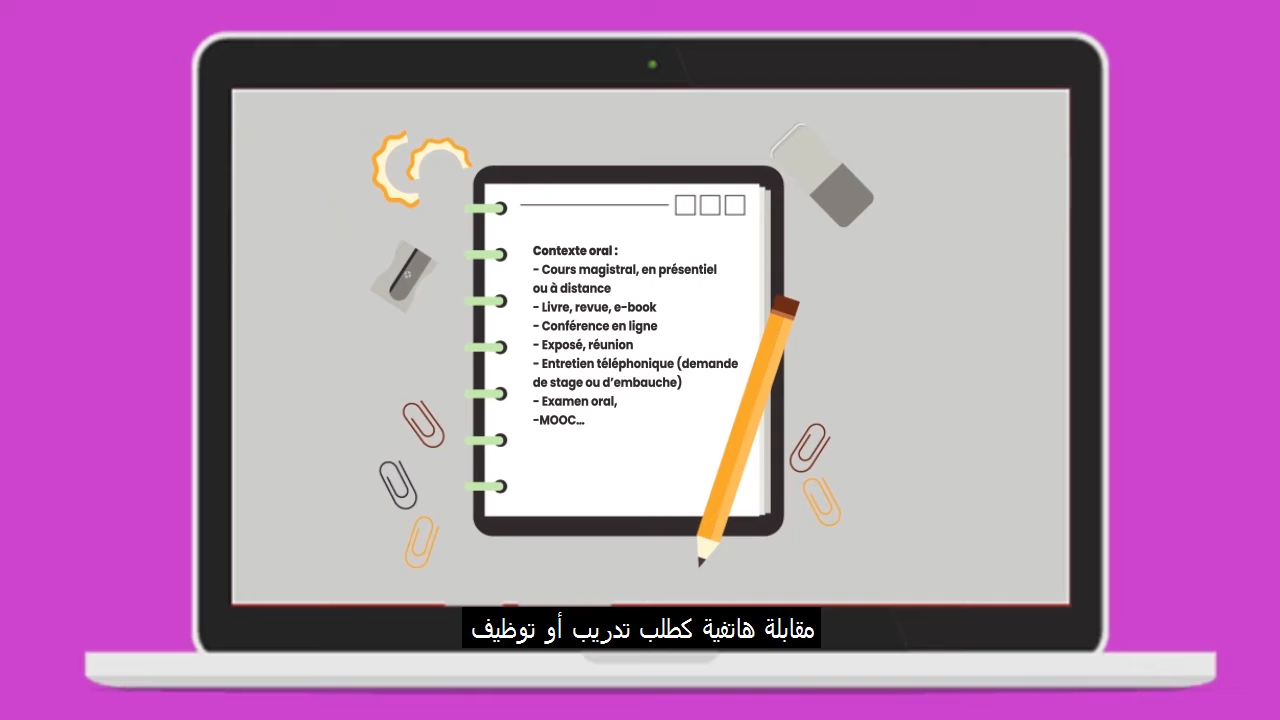 Contexte oral :
- Cours magistral, en présentiel
ou à distance
- Livre, revue, e-book
- Conférence en ligne
- Exposé, réunion
- Entretien téléphonique (demande
de stage ou d’embauche)
- Examen oral,
-MOOC...
مقابلة هاتفية كطلب تدريب أو توظيف